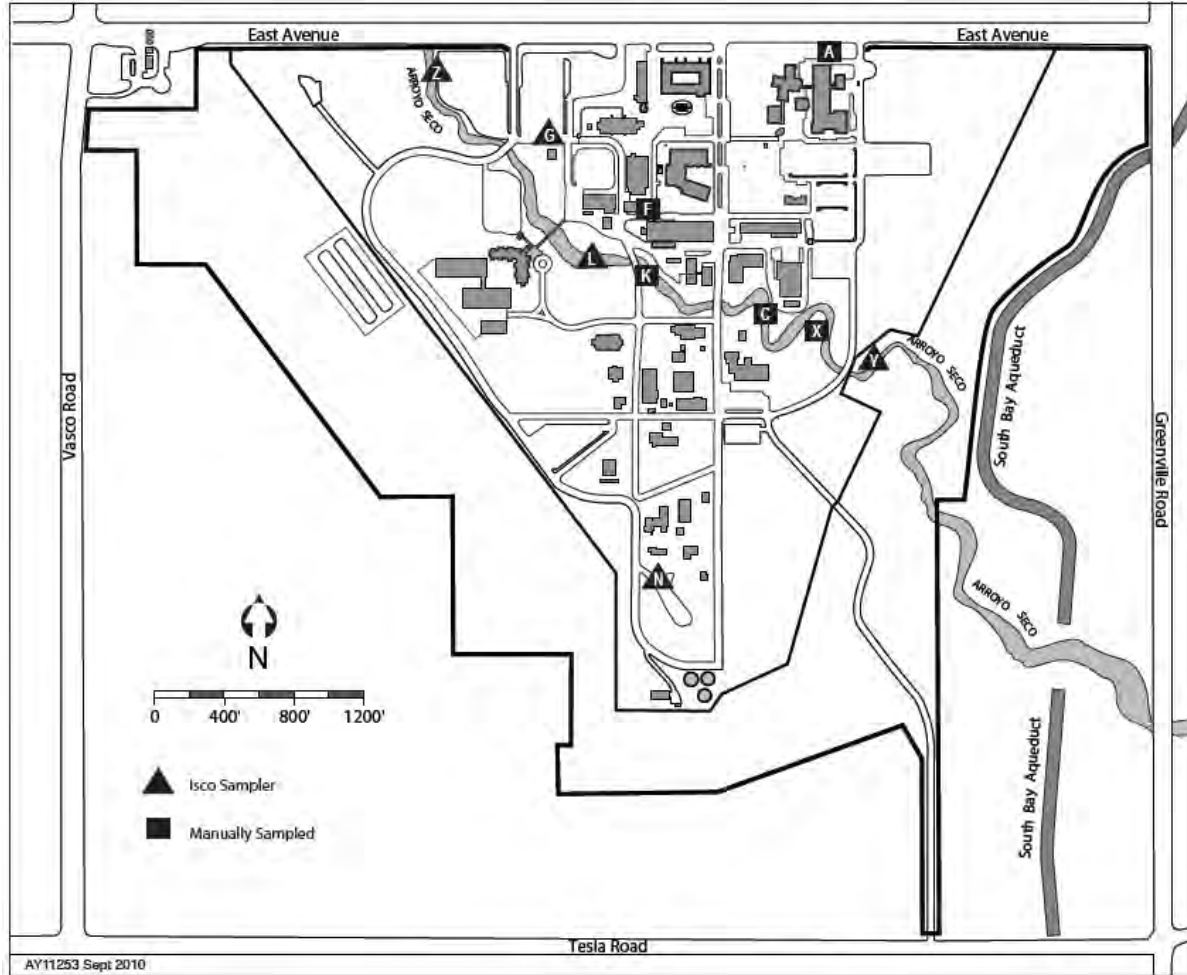 East Avenue
East Avenue
A
Z
ARROYO
SECO
G
F
L
K
C
X
Y
ARROYO SECO
South Bay Aqueduct
Vasco Road
Greenville Road
N
ARROYO SECO
N
0 400' 800' 1200'
South Bay Aqueduct
Isco Sampler
Manually Sampled
Tesla Road
AY11253 Sept 2010